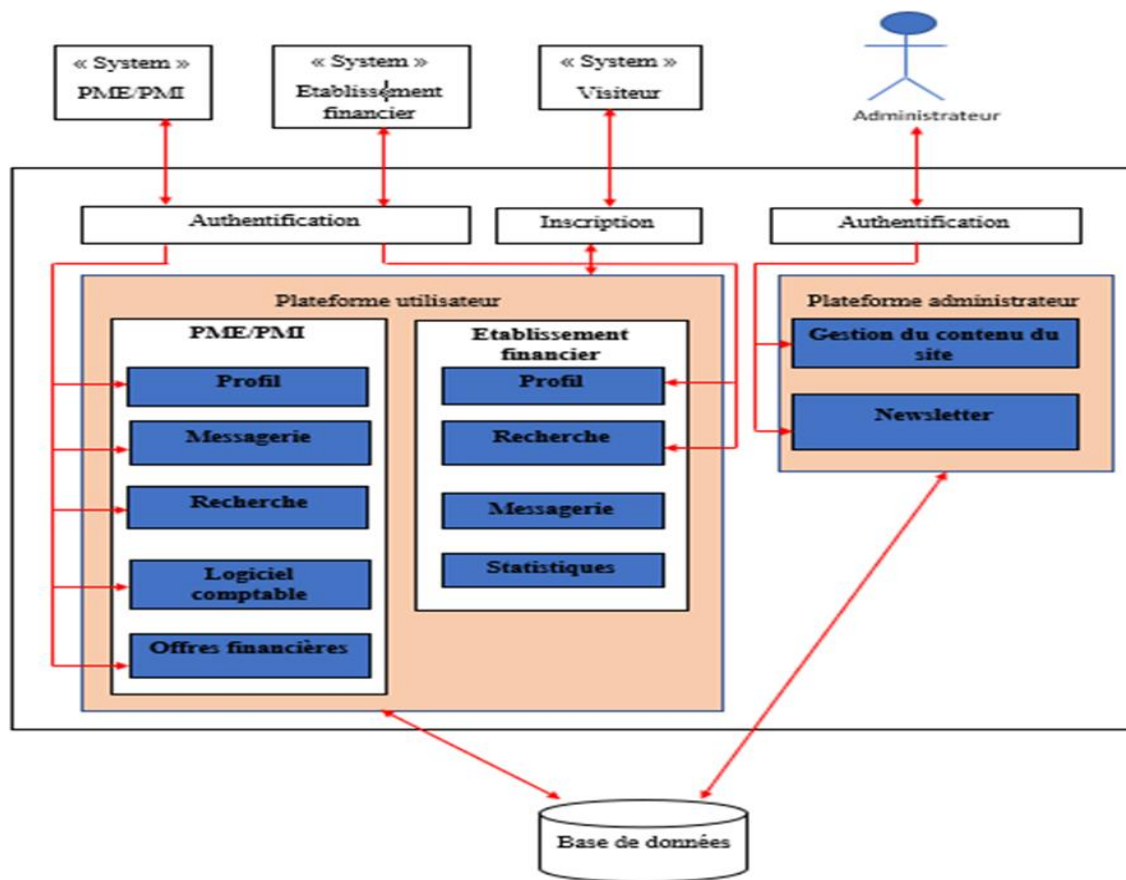 « System »
PME/PMI
« System »
Etablissement
financier
« System »
Visiteur
Administrateur
Authentification
Inscription
Authentification
Plateforme utilisateur
PME/PMI
Profil
Messagerie
Recherche
Logiciel
comptable
Offres financières
Etablissement
financier
Profil
Recherche
Messagerie
Statistiques
Plateforme administrateur
Gestion du contenu du
site
Newsletter
Base de données